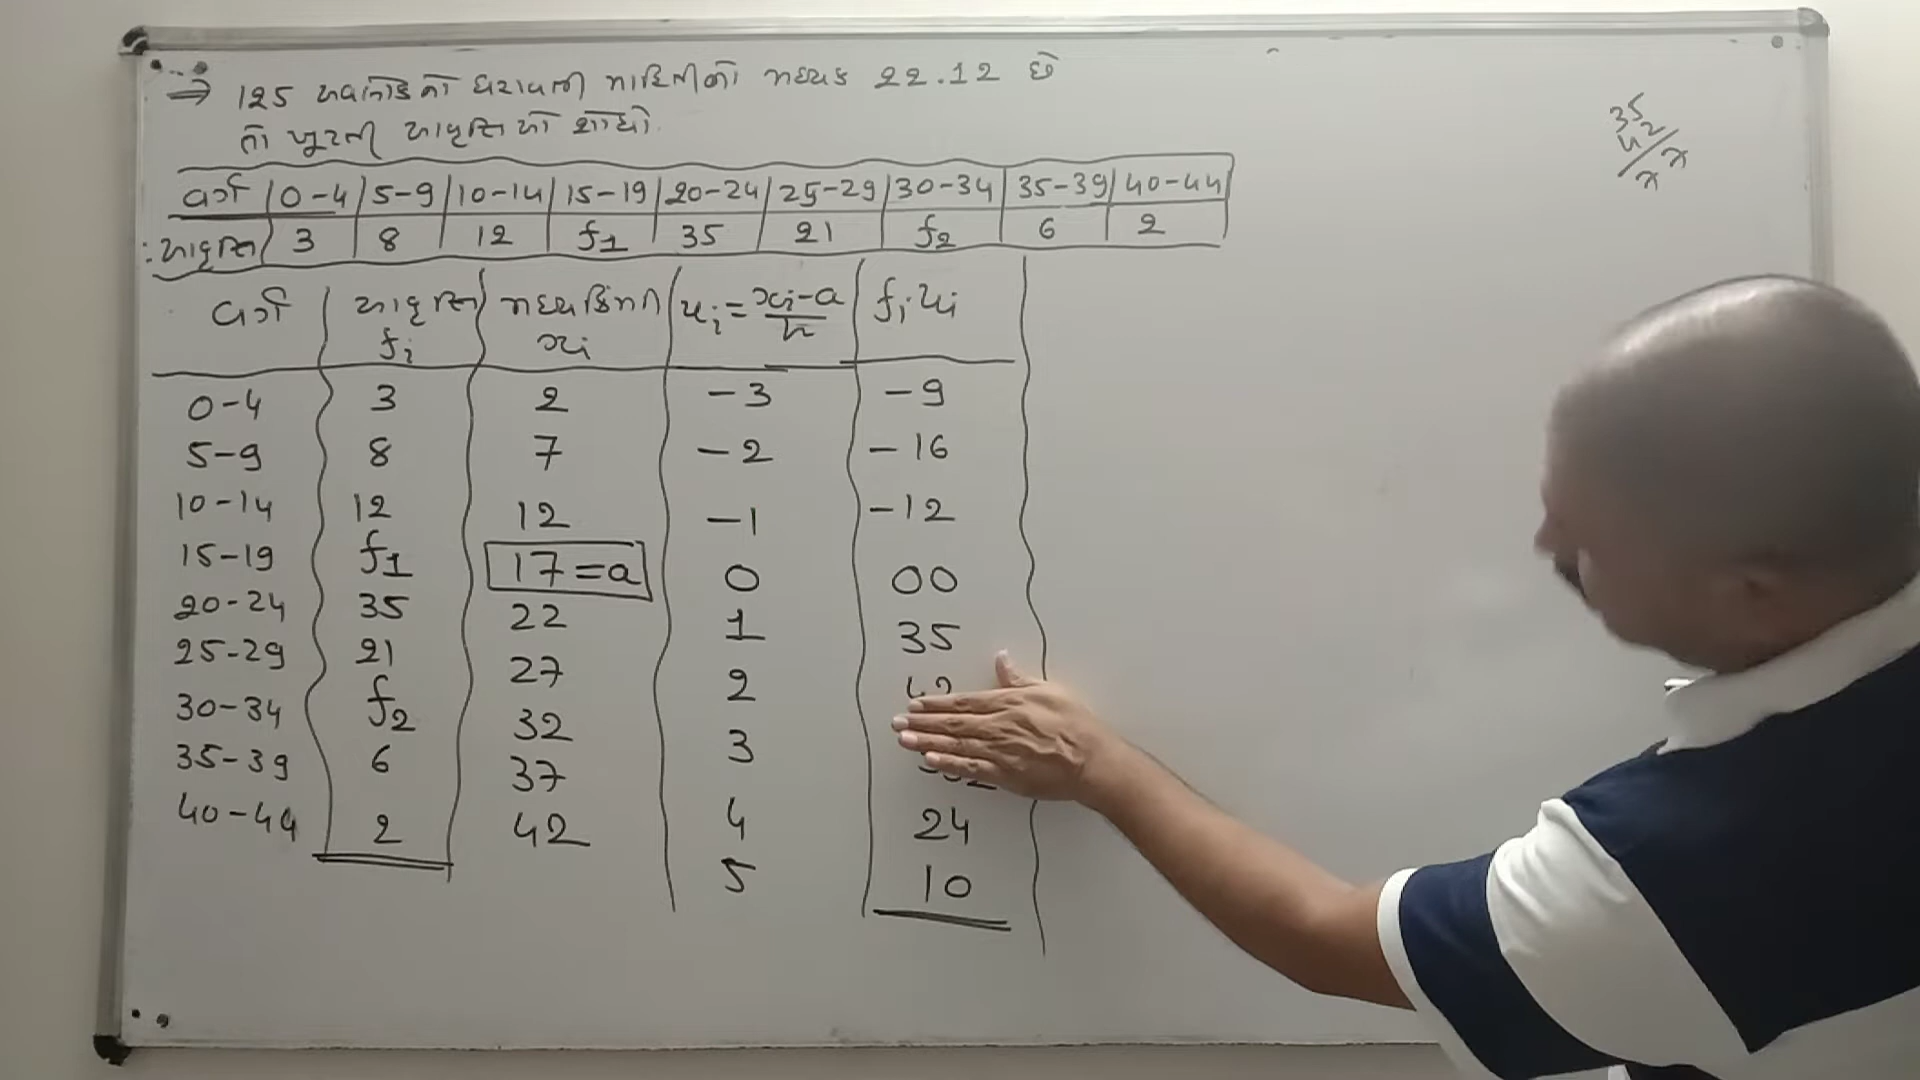 ⇒ 125 અવલોકનો ધરાવતી માહિતીનો મધ્યક 22.12 છે
તો ખૂટતી આવૃત્તિઓ શોધો.
વર્ગ 0-4 5-9 10-14 15-19 20-24 25-29 30-34 35-39 40-44
આવૃત્તિ 3 8 12 f1 35 21 f2 6 2
વર્ગ આવૃત્તિ fi મધ્યકિંમત xi ui = xi-a/h fiui
0-4 3 2 -3 -9
5-9 8 7 -2 -16
10-14 12 12 -1 -12
15-19 f1 17=a 0 00
20-24 35 22 1 35
25-29 21 27 2 42
30-34 f2 32 3
35-39 6 37 4 24
40-44 2 42 5 10
35
42